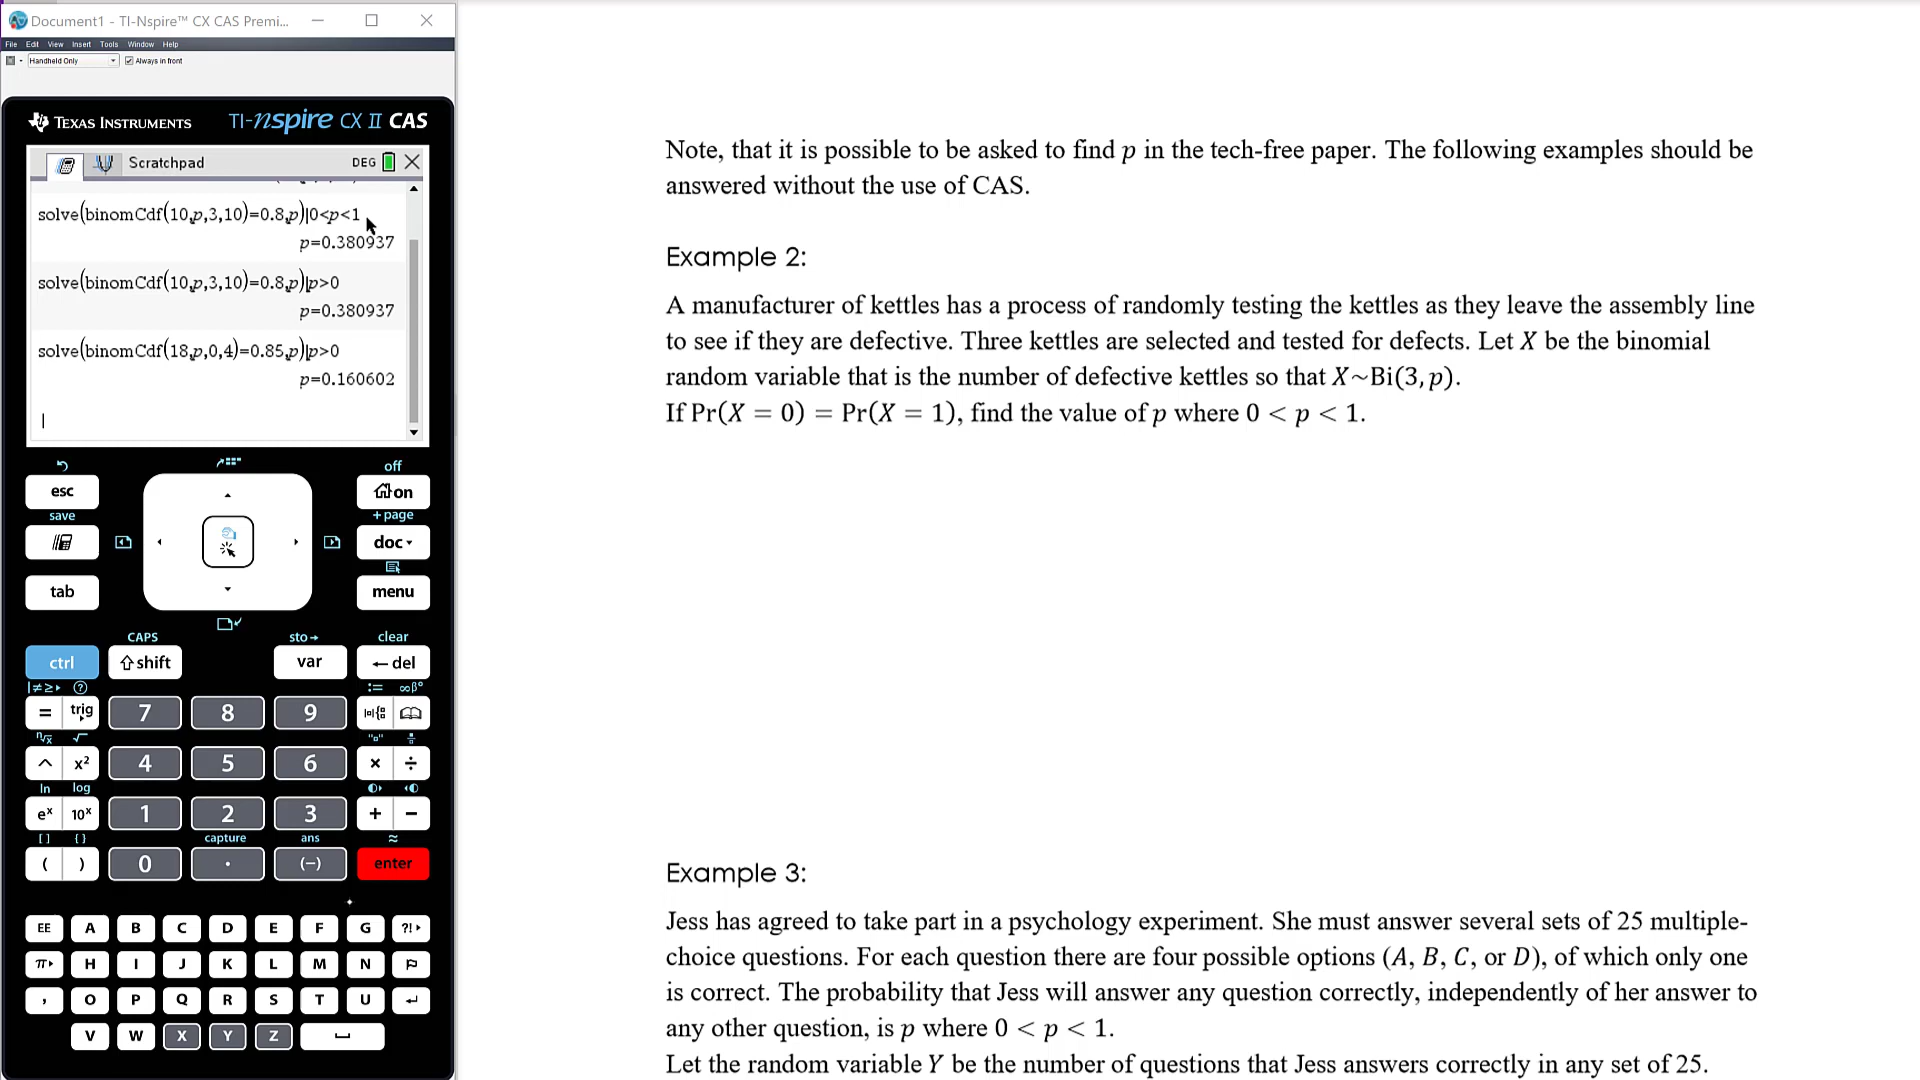 Document1 - TI-Nspire™ CX CAS Premi...
File Edit View Insert Tools Window Help
Handheld Only Always in front
TEXAS INSTRUMENTS TI-nspire CX II CAS
Scratchpad DEG
solve(binomCdf(10,p,3,10)=0.8,p)|0<p<1
p=0.380937
solve(binomCdf(10,p,3,10)=0.8,p)|p>0
p=0.380937
solve(binomCdf(18,p,0,4)=0.85,p)|p>0
p=0.160602
off
esc on
save + page
doc
tab menu
CAPS sto→ clear
ctrl shift var ← del
|≠≥▸ ? := ∞β°
= trig 7 8 9
ⁿ√x √ "□"
^ x² 4 5 6 × ÷
ln log
eˣ 10ˣ 1 2 3 + −
[ ] { } capture ans ≈
( ) 0 . (−) enter
EE A B C D E F G ?!▸
π▸ H I J K L M N
, O P Q R S T U
V W X Y Z
Note, that it is possible to be asked to find p in the tech-free paper. The following examples should be
answered without the use of CAS.
Example 2:
A manufacturer of kettles has a process of randomly testing the kettles as they leave the assembly line
to see if they are defective. Three kettles are selected and tested for defects. Let X be the binomial
random variable that is the number of defective kettles so that X~Bi(3, p).
If Pr(X = 0) = Pr(X = 1), find the value of p where 0 < p < 1.
Example 3:
Jess has agreed to take part in a psychology experiment. She must answer several sets of 25 multiple-
choice questions. For each question there are four possible options (A, B, C, or D), of which only one
is correct. The probability that Jess will answer any question correctly, independently of her answer to
any other question, is p where 0 < p < 1.
Let the random variable Y be the number of questions that Jess answers correctly in any set of 25.